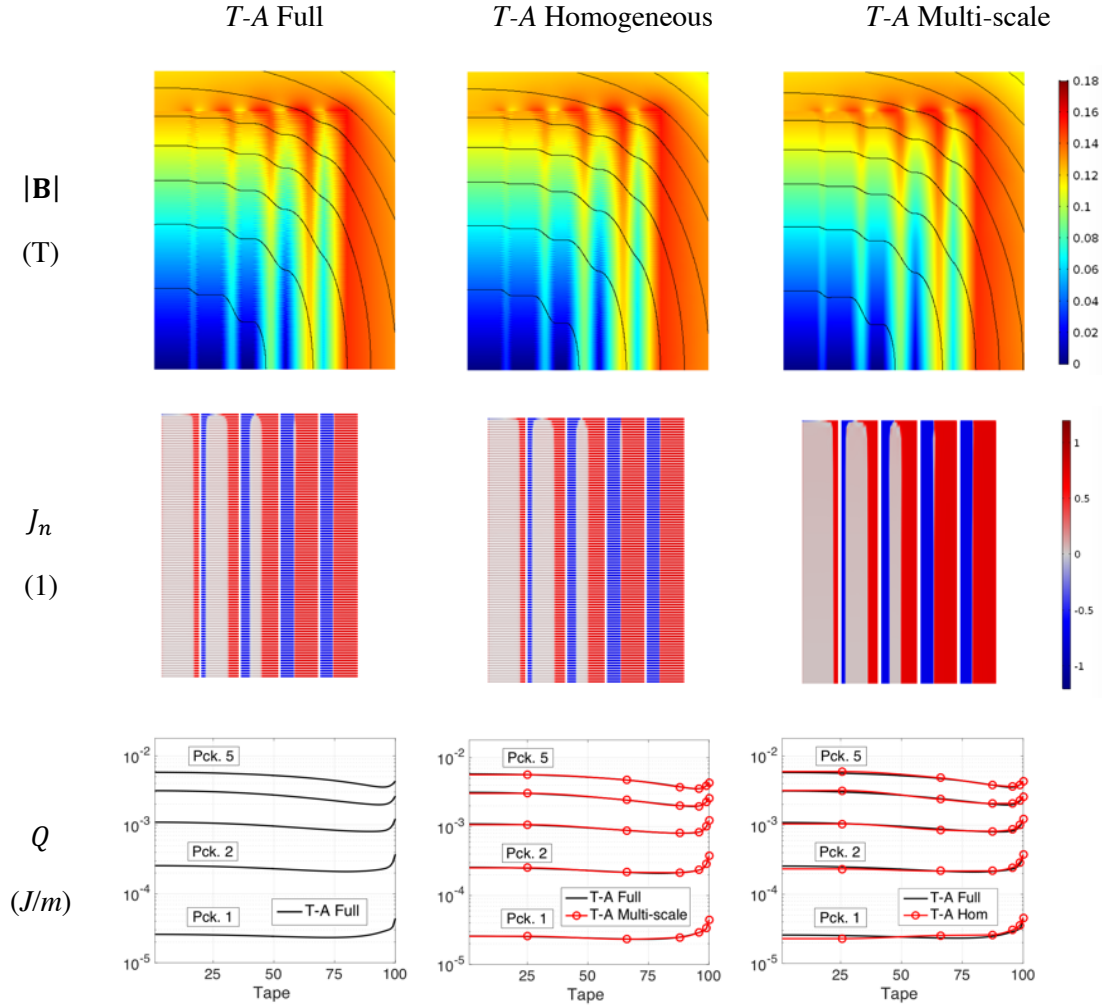 T-A Full T-A Homogeneous T-A Multi-scale
|B|
(T)
0.18
0.16
0.14
0.12
0.1
0.08
0.06
0.04
0.02
0
Jn
(1)
1
0.5
0
-0.5
-1
Q
(J/m)
10-2
10-3
10-4
10-5
Pck. 5
Pck. 2
Pck. 1
T-A Full
25 50 75 100
Tape
10-2
10-3
10-4
10-5
Pck. 5
Pck. 2
Pck. 1
T-A Full
T-A Multi-scale
25 50 75 100
Tape
10-2
10-3
10-4
10-5
Pck. 5
Pck. 2
Pck. 1
T-A Full
T-A Hom
25 50 75 100
Tape